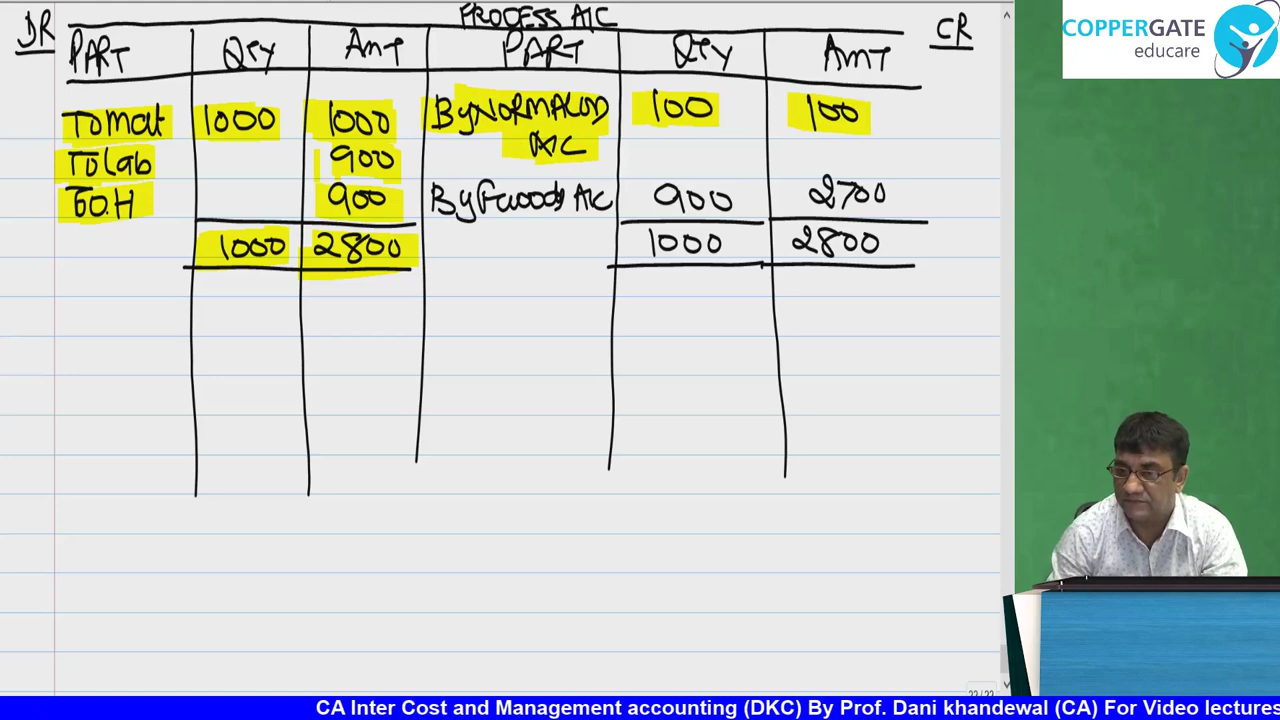 PROCESS A/C
DR
CR
PART QTY AMT PART QTY AMT
TO mat 1000 1000 By NORMAL LOSS 100 100
A/C
TO Lab 900
TO O.H 900 By F Goods A/C 900 2700
1000 2800 1000 2800
COPPERGATE
educare
CA Inter Cost and Management accounting (DKC) By Prof. Dani khandewal (CA) For Video lectures